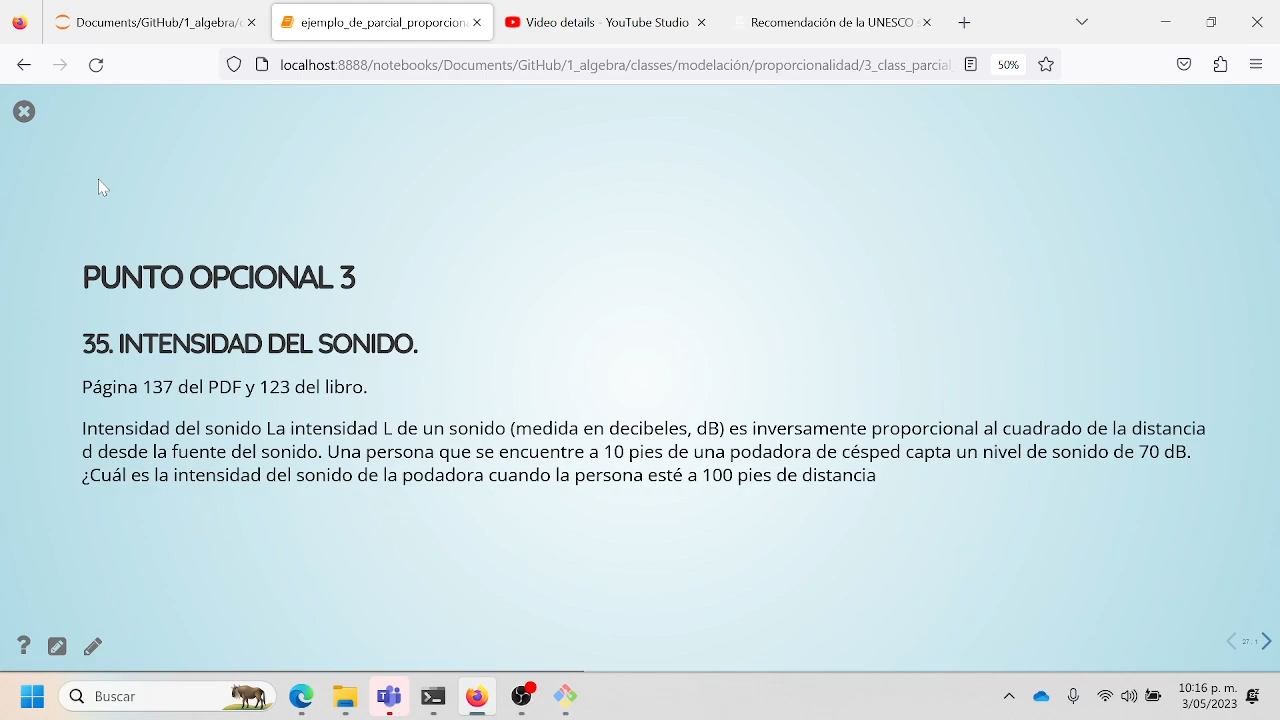 Documents/GitHub/1_algebra/c
ejemplo_de_parcial_proporciona
Video details - YouTube Studio
Recomendación de la UNESCO
localhost:8888/notebooks/Documents/GitHub/1_algebra/classes/modelación/proporcionalidad/3_class_parcial_
50%
PUNTO OPCIONAL 3
35. INTENSIDAD DEL SONIDO.
Página 137 del PDF y 123 del libro.
Intensidad del sonido La intensidad L de un sonido (medida en decibeles, dB) es inversamente proporcional al cuadrado de la distancia
d desde la fuente del sonido. Una persona que se encuentre a 10 pies de una podadora de césped capta un nivel de sonido de 70 dB.
¿Cuál es la intensidad del sonido de la podadora cuando la persona esté a 100 pies de distancia
27.1
Buscar
10:16 p. m.
3/05/2023